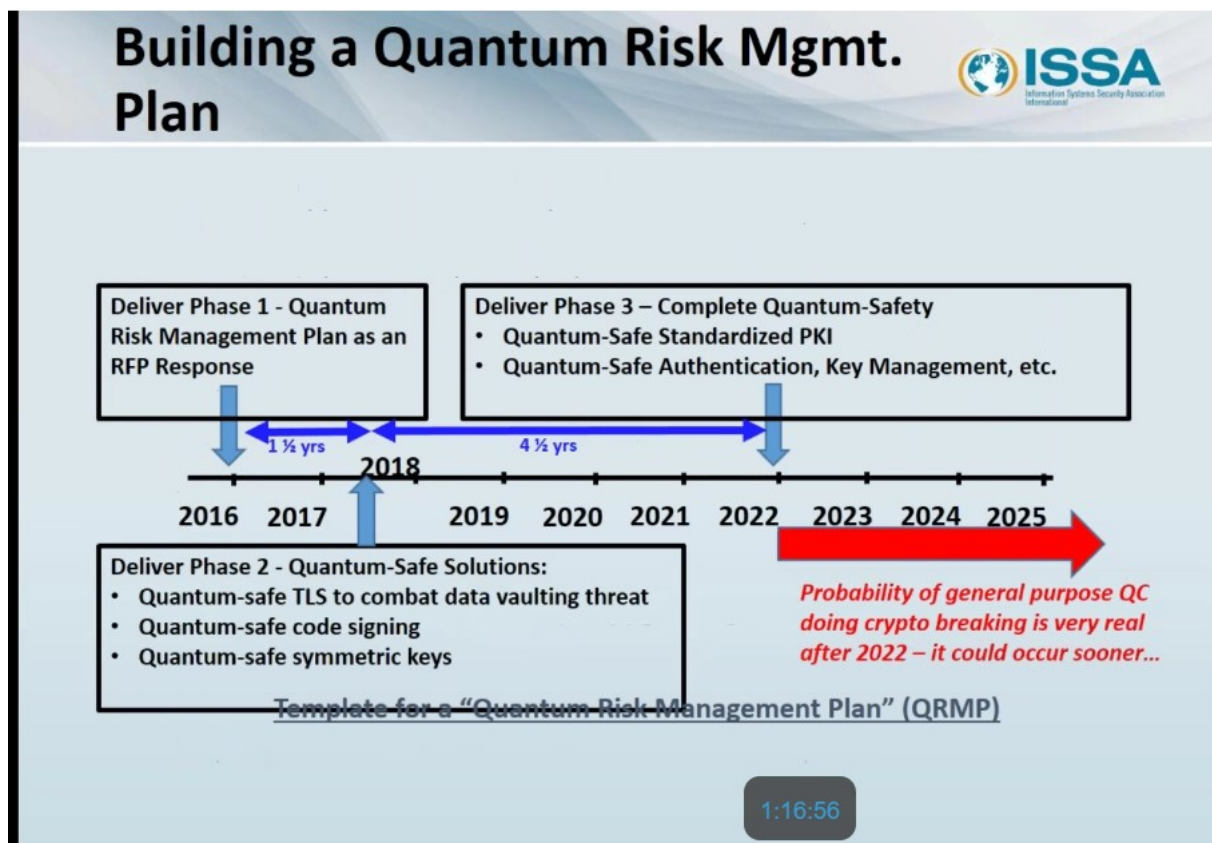 Building a Quantum Risk Mgmt.
Plan
ISSA
Information Systems Security Association
International
Deliver Phase 1 - Quantum
Risk Management Plan as an
RFP Response
Deliver Phase 3 – Complete Quantum-Safety
• Quantum-Safe Standardized PKI
• Quantum-Safe Authentication, Key Management, etc.
1 ½ yrs
4 ½ yrs
2018
2016 2017 2019 2020 2021 2022 2023 2024 2025
Deliver Phase 2 - Quantum-Safe Solutions:
• Quantum-safe TLS to combat data vaulting threat
• Quantum-safe code signing
• Quantum-safe symmetric keys
Probability of general purpose QC
doing crypto breaking is very real
after 2022 – it could occur sooner...
Template for a “Quantum Risk Management Plan” (QRMP)
1:16:56